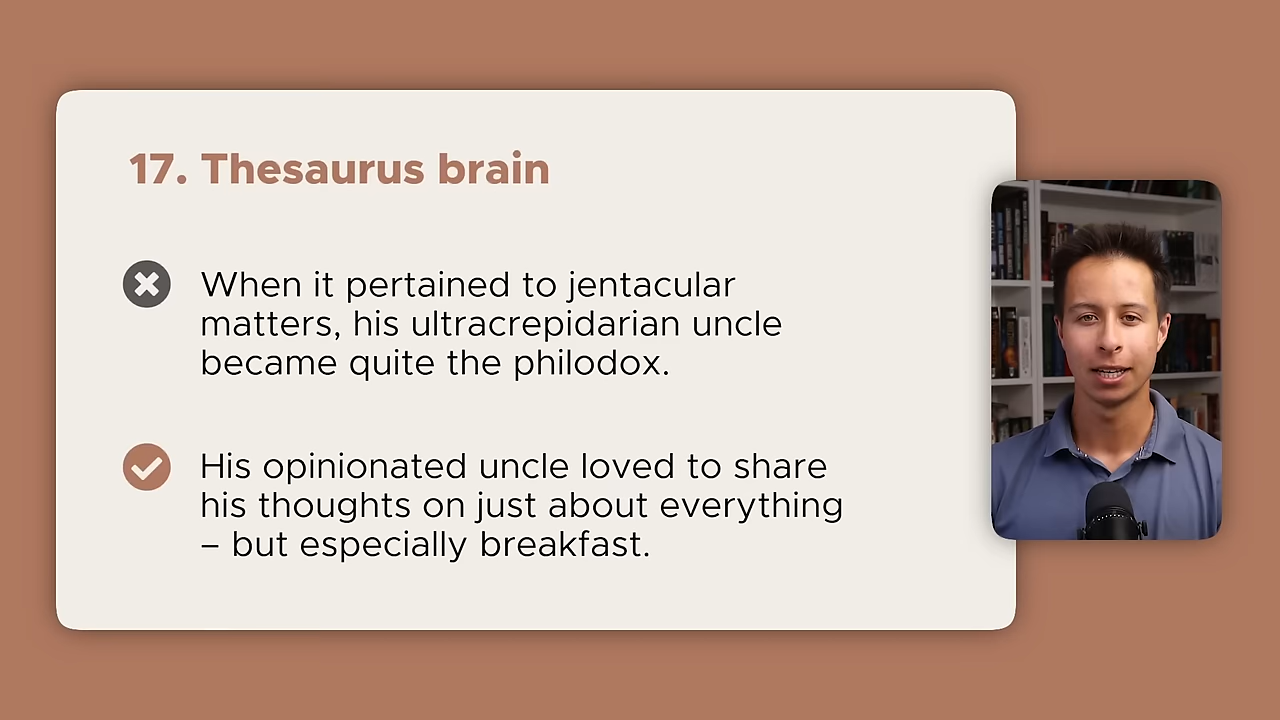 17. Thesaurus brain
When it pertained to jentacular
matters, his ultracrepidarian uncle
became quite the philodox.
His opinionated uncle loved to share
his thoughts on just about everything
– but especially breakfast.